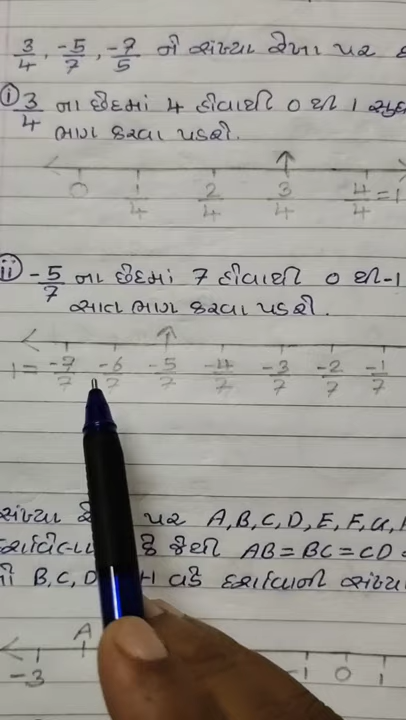 3/4, -5/7, -7/5 ને સંખ્યા રેખા પર
i) 3/4 ના છેદમાં 4 હોવાથી 0 થી 1 સુધી
ભાગ કરવા પડશે.
0 1/4 2/4 3/4 4/4 = 1
ii) -5/7 ના છેદમાં 7 હોવાથી 0 થી -1
સાત ભાગ કરવા પડશે.
1 = -7/7 -6/7 -5/7 -4/7 -3/7 -2/7 -1/7
પર A, B, C, D, E, F, G, H
છે જેથી AB = BC = CD =
B, C, D H વડે દર્શાવાતી
A
-3 -1 0 1